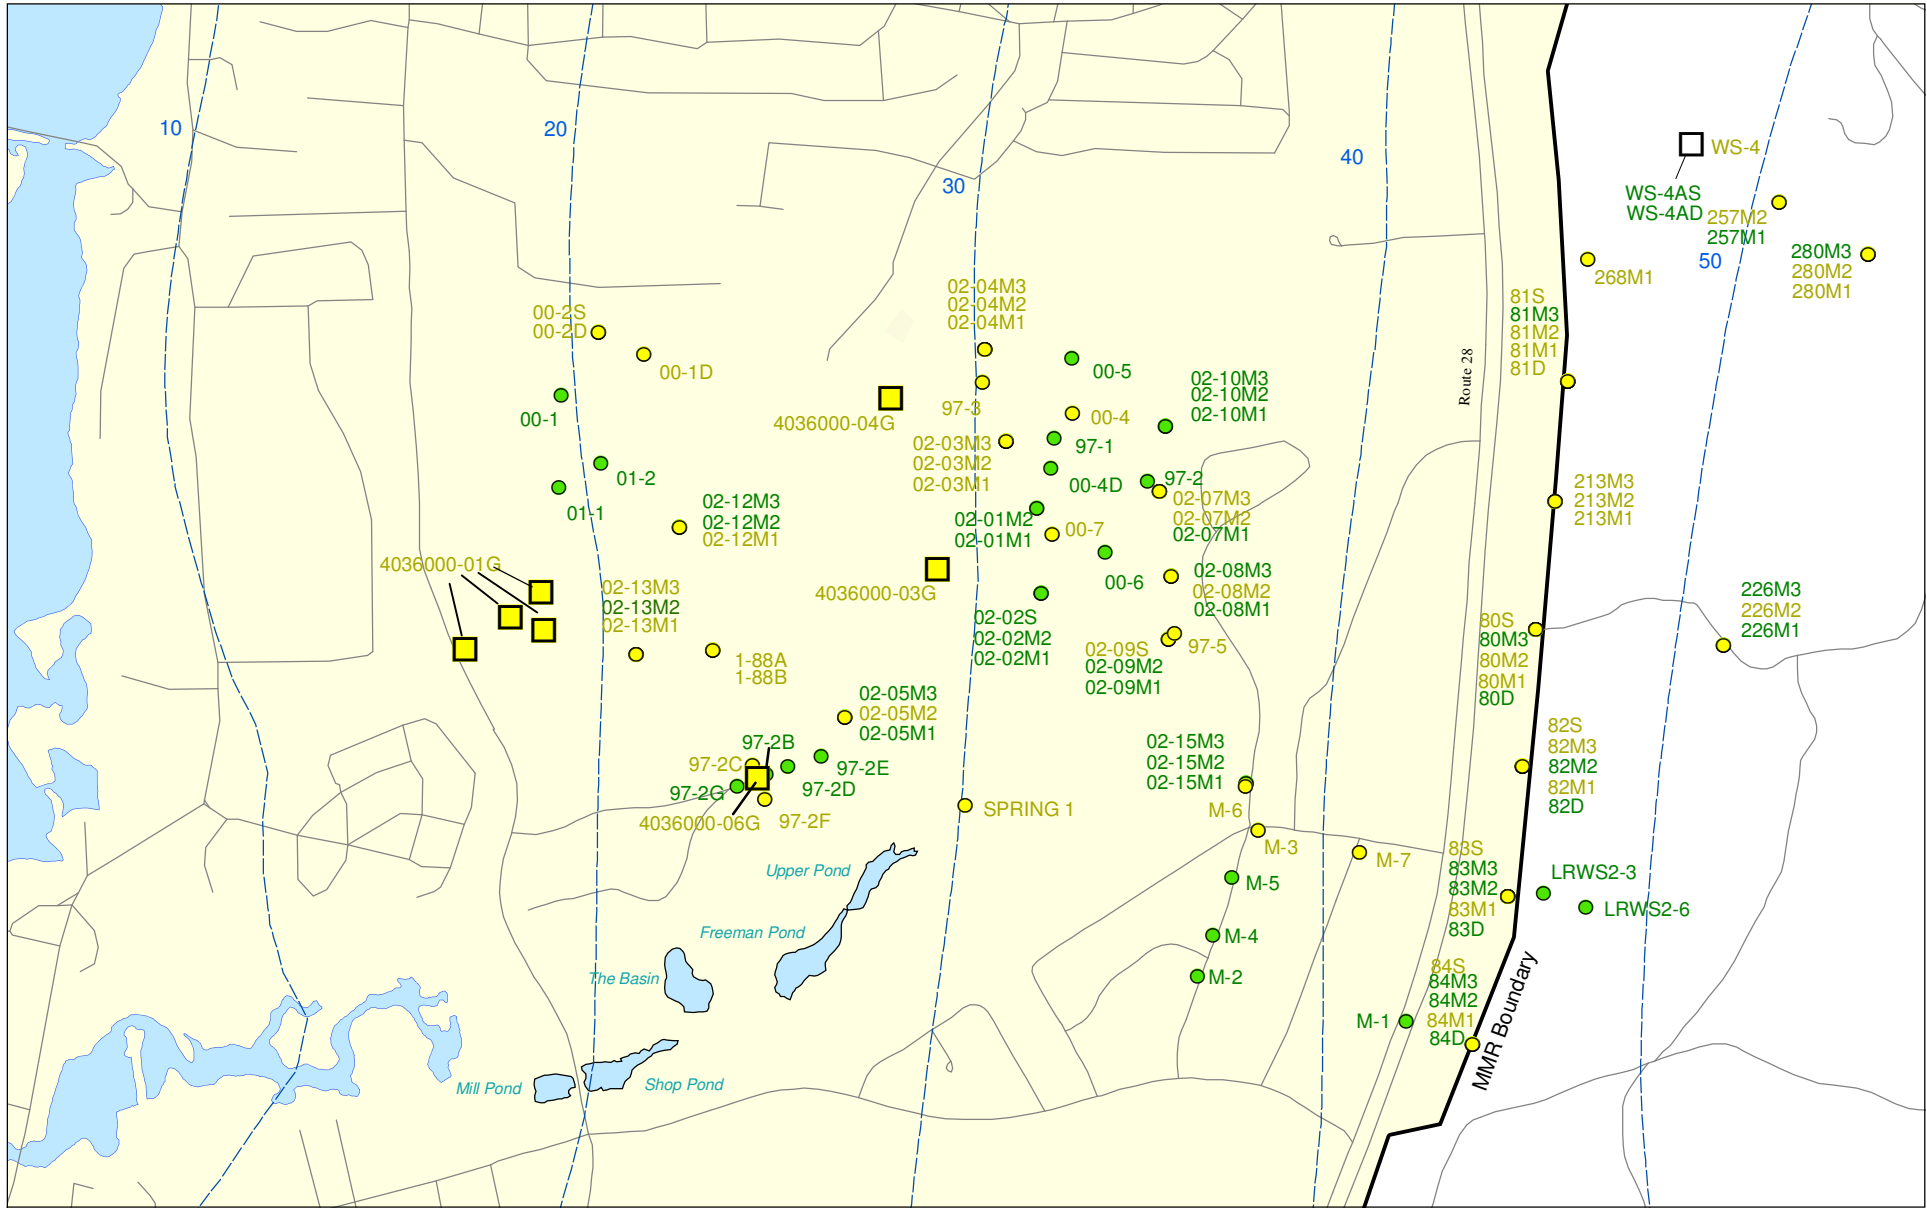 10
20
30
40
50
WS-4
WS-4AS
WS-4AD
257M2
257M1
280M3
280M2
280M1
268M1
81S
81M3
81M2
81M1
81D
Route 28
00-2S
00-2D
00-1D
00-1
01-2
01-1
02-04M3
02-04M2
02-04M1
97-3
4036000-04G
00-5
00-4
97-1
00-4D
02-10M3
02-10M2
02-10M1
02-03M3
02-03M2
02-03M1
97-2
02-07M3
02-07M2
02-07M1
213M3
213M2
213M1
02-12M3
02-12M2
02-12M1
02-01M2
02-01M1
00-7
00-6
4036000-01G
4036000-03G
02-13M3
02-13M2
02-13M1
02-08M3
02-08M2
02-08M1
02-02S
02-02M2
02-02M1
02-09S
02-09M2
02-09M1
97-5
80S
80M3
80M2
80M1
80D
226M3
226M2
226M1
1-88A
1-88B
02-05M3
02-05M2
02-05M1
97-2B
97-2C
97-2E
97-2D
97-2G
97-2F
4036000-06G
SPRING 1
02-15M3
02-15M2
02-15M1
M-6
M-3
M-7
M-5
M-4
M-2
M-1
82S
82M3
82M2
82M1
82D
83S
83M3
83M2
83M1
83D
LRWS2-3
LRWS2-6
84S
84M3
84M2
84M1
84D
MMR Boundary
Upper Pond
Freeman Pond
The Basin
Mill Pond
Shop Pond